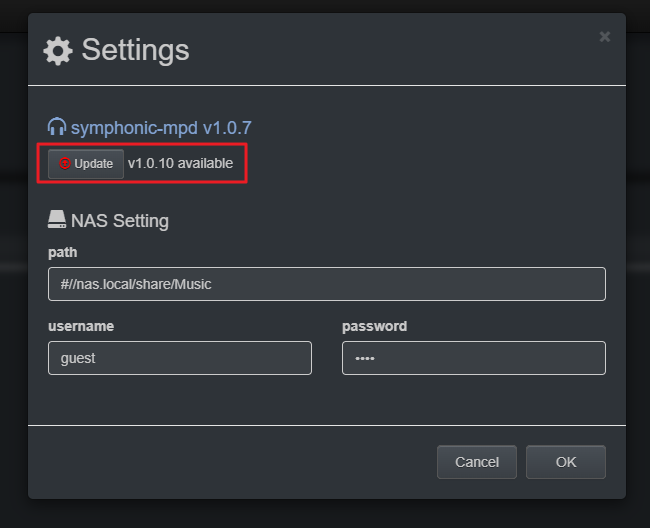 Settings
symphonic-mpd v1.0.7
Update v1.0.10 available
NAS Setting
path
#//nas.local/share/Music
username password
guest ••••
Cancel OK